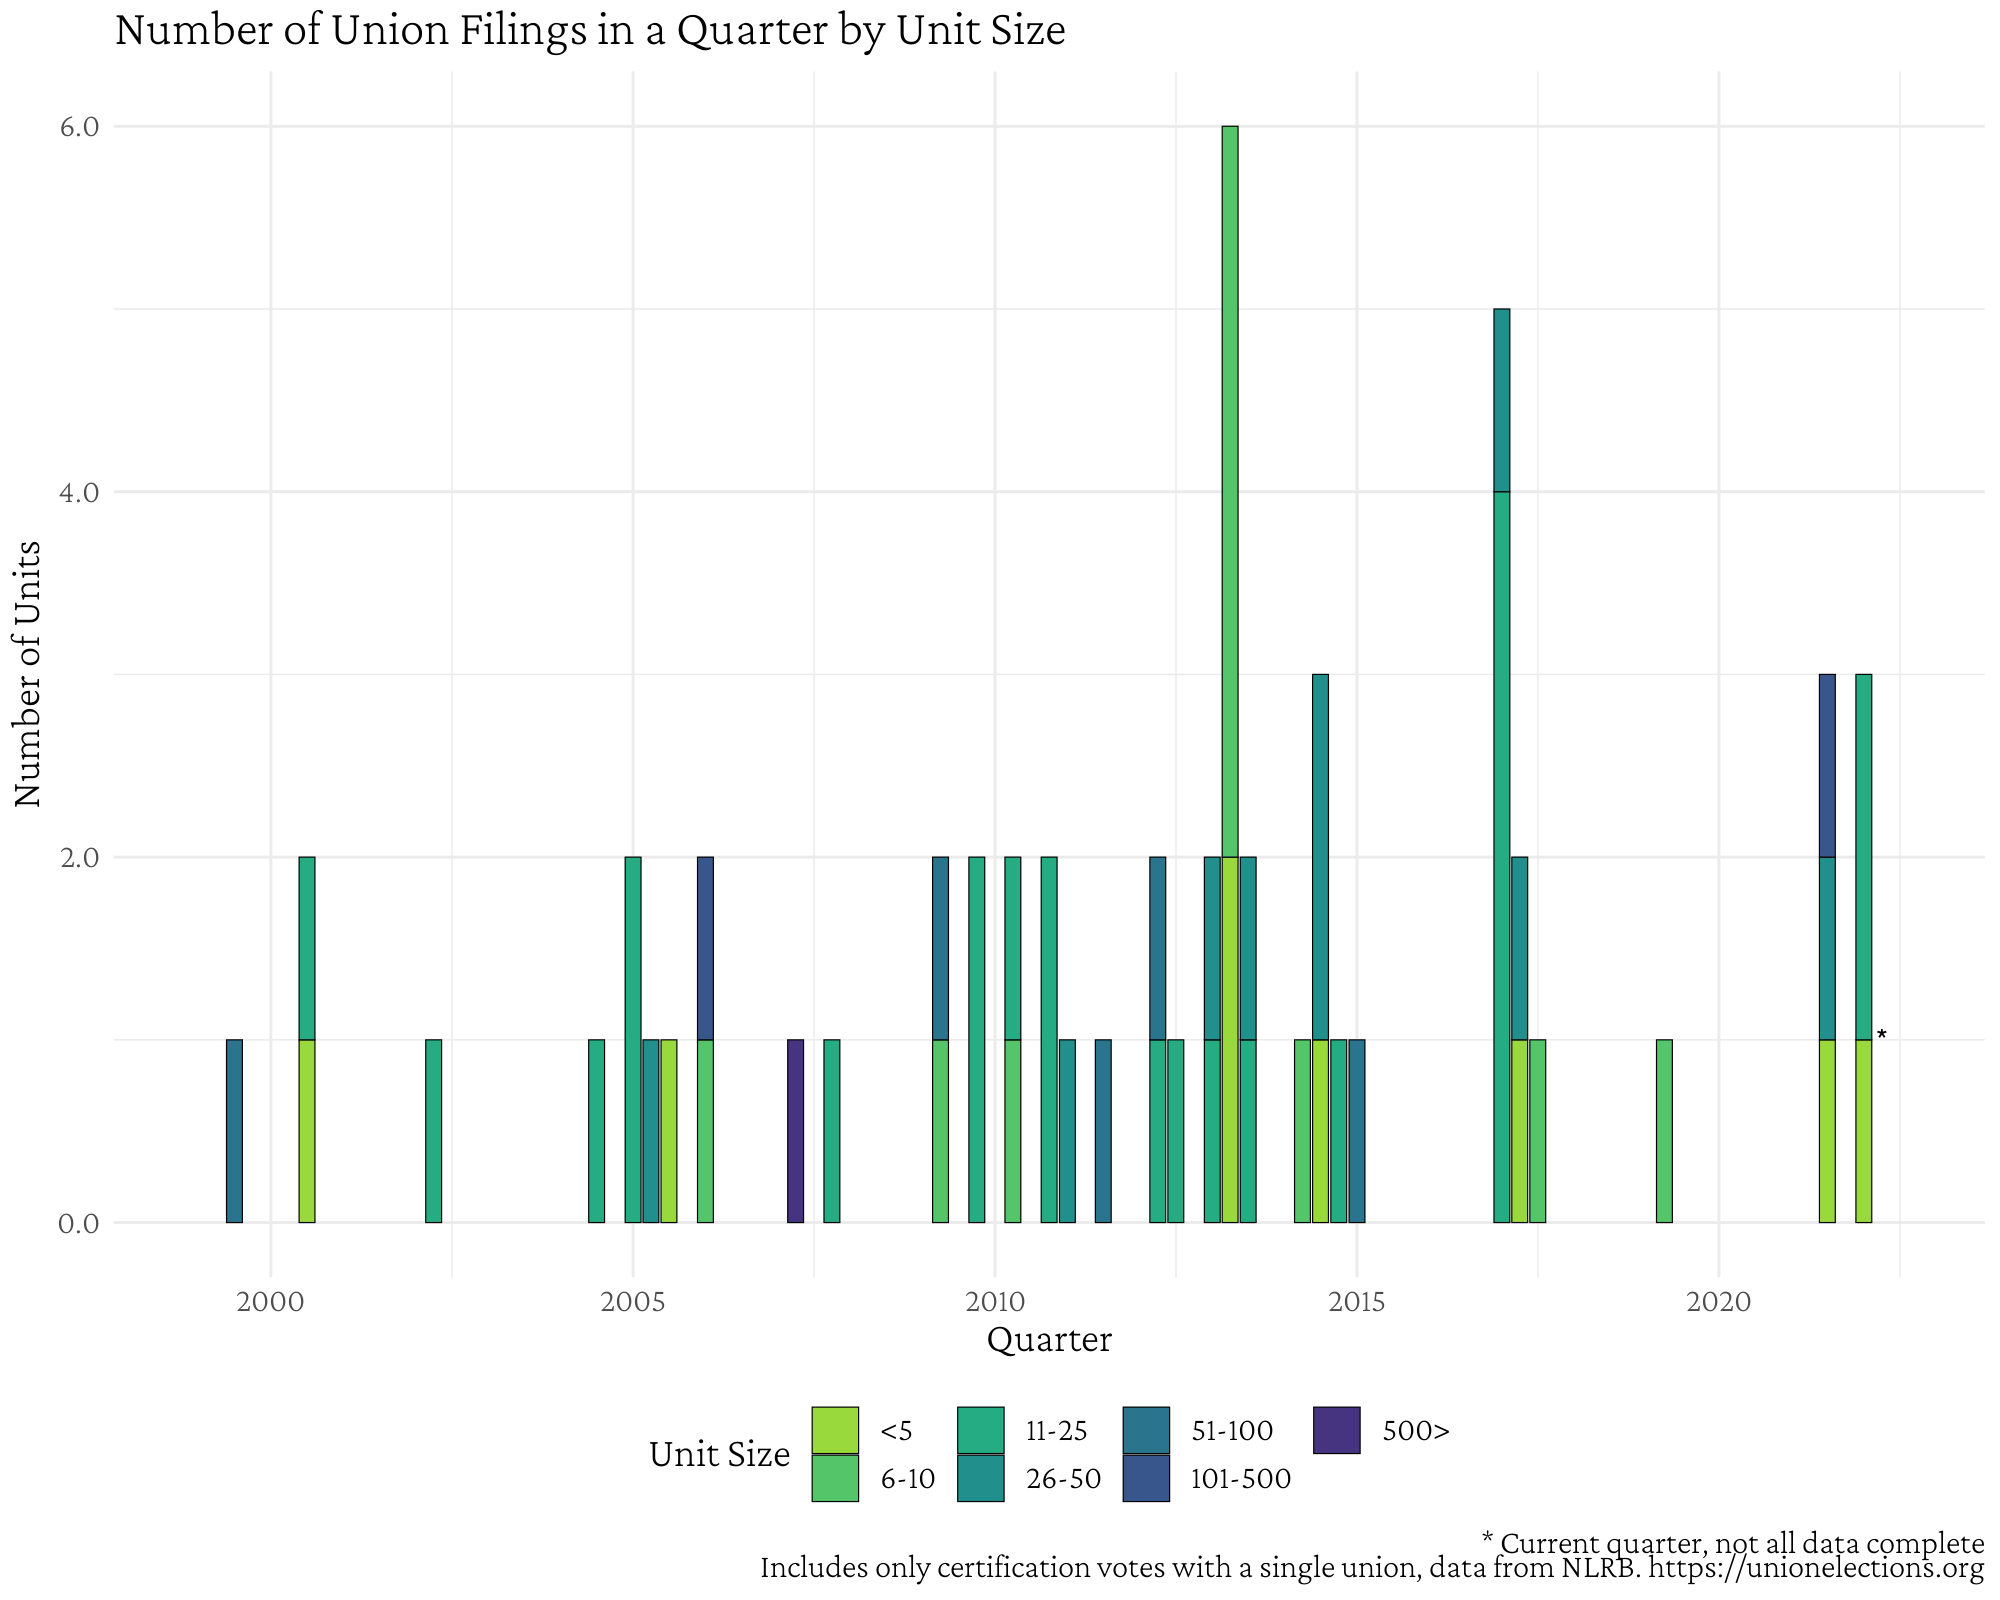 Number of Union Filings in a Quarter by Unit Size
Number of Units
6.0
4.0
2.0
0.0
*
2000 2005 2010 2015 2020
Quarter
Unit Size
<5 11-25 51-100 500>
6-10 26-50 101-500
* Current quarter, not all data complete
Includes only certification votes with a single union, data from NLRB. https://unionelections.org